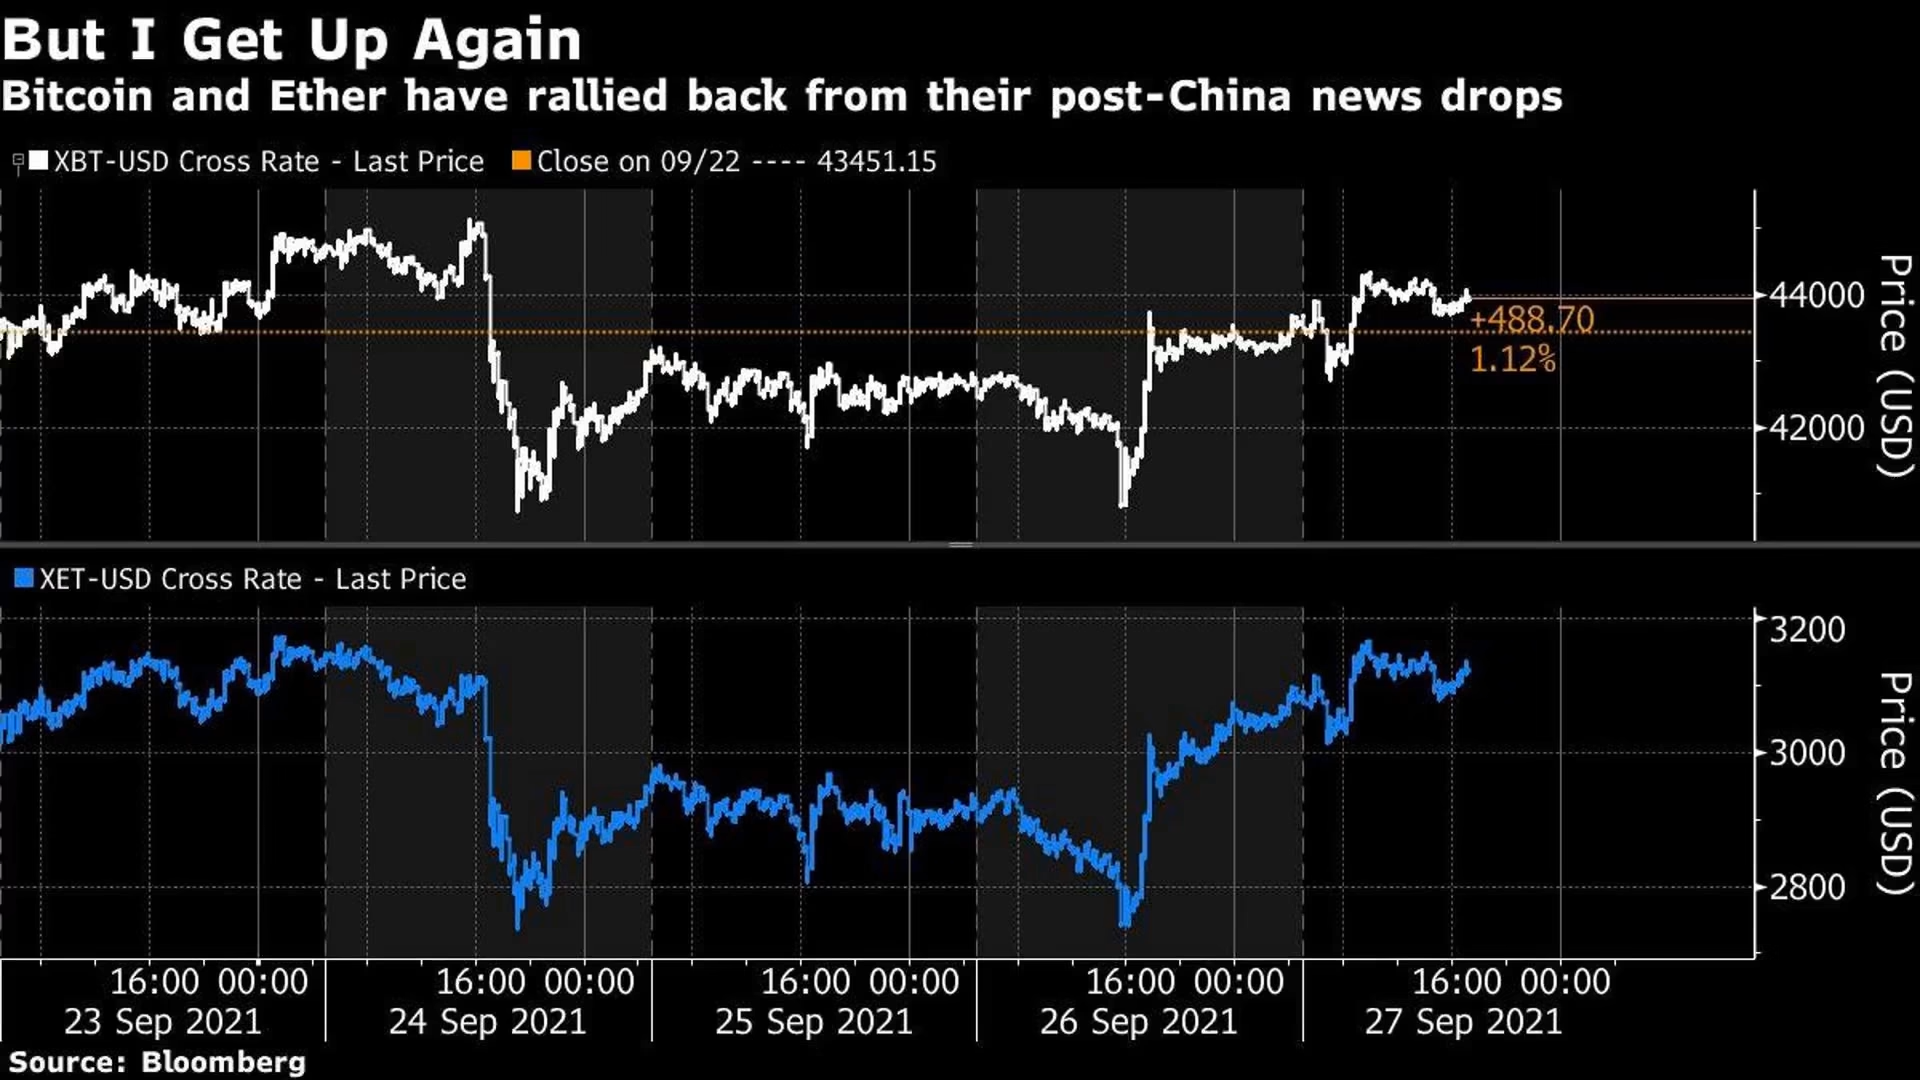 But I Get Up Again
Bitcoin and Ether have rallied back from their post-China news drops
XBT-USD Cross Rate - Last Price Close on 09/22 ---- 43451.15
44000
+488.70
1.12%
42000
Price (USD)
XET-USD Cross Rate - Last Price
3200
3000
2800
Price (USD)
16:00 00:00 16:00 00:00 16:00 00:00 16:00 00:00 16:00 00:00
23 Sep 2021 24 Sep 2021 25 Sep 2021 26 Sep 2021 27 Sep 2021
Source: Bloomberg